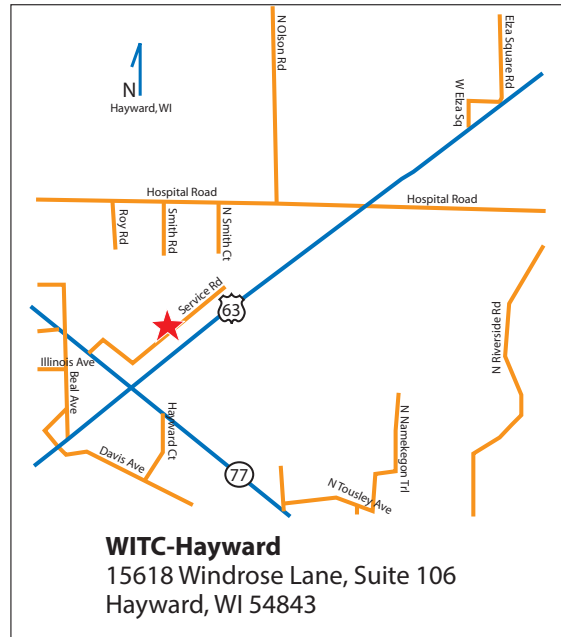 N Olson Rd
Elza Square Rd
W Elza Sq
N
Hayward, WI
Hospital Road
Hospital Road
Roy Rd
Smith Rd
N Smith Ct
Service Rd
63
N Riverside Rd
Illinois Ave
Beal Ave
Hayward Ct
N Namekegon Trl
Davis Ave
77
N Tousley Ave
WITC-Hayward
15618 Windrose Lane, Suite 106
Hayward, WI 54843